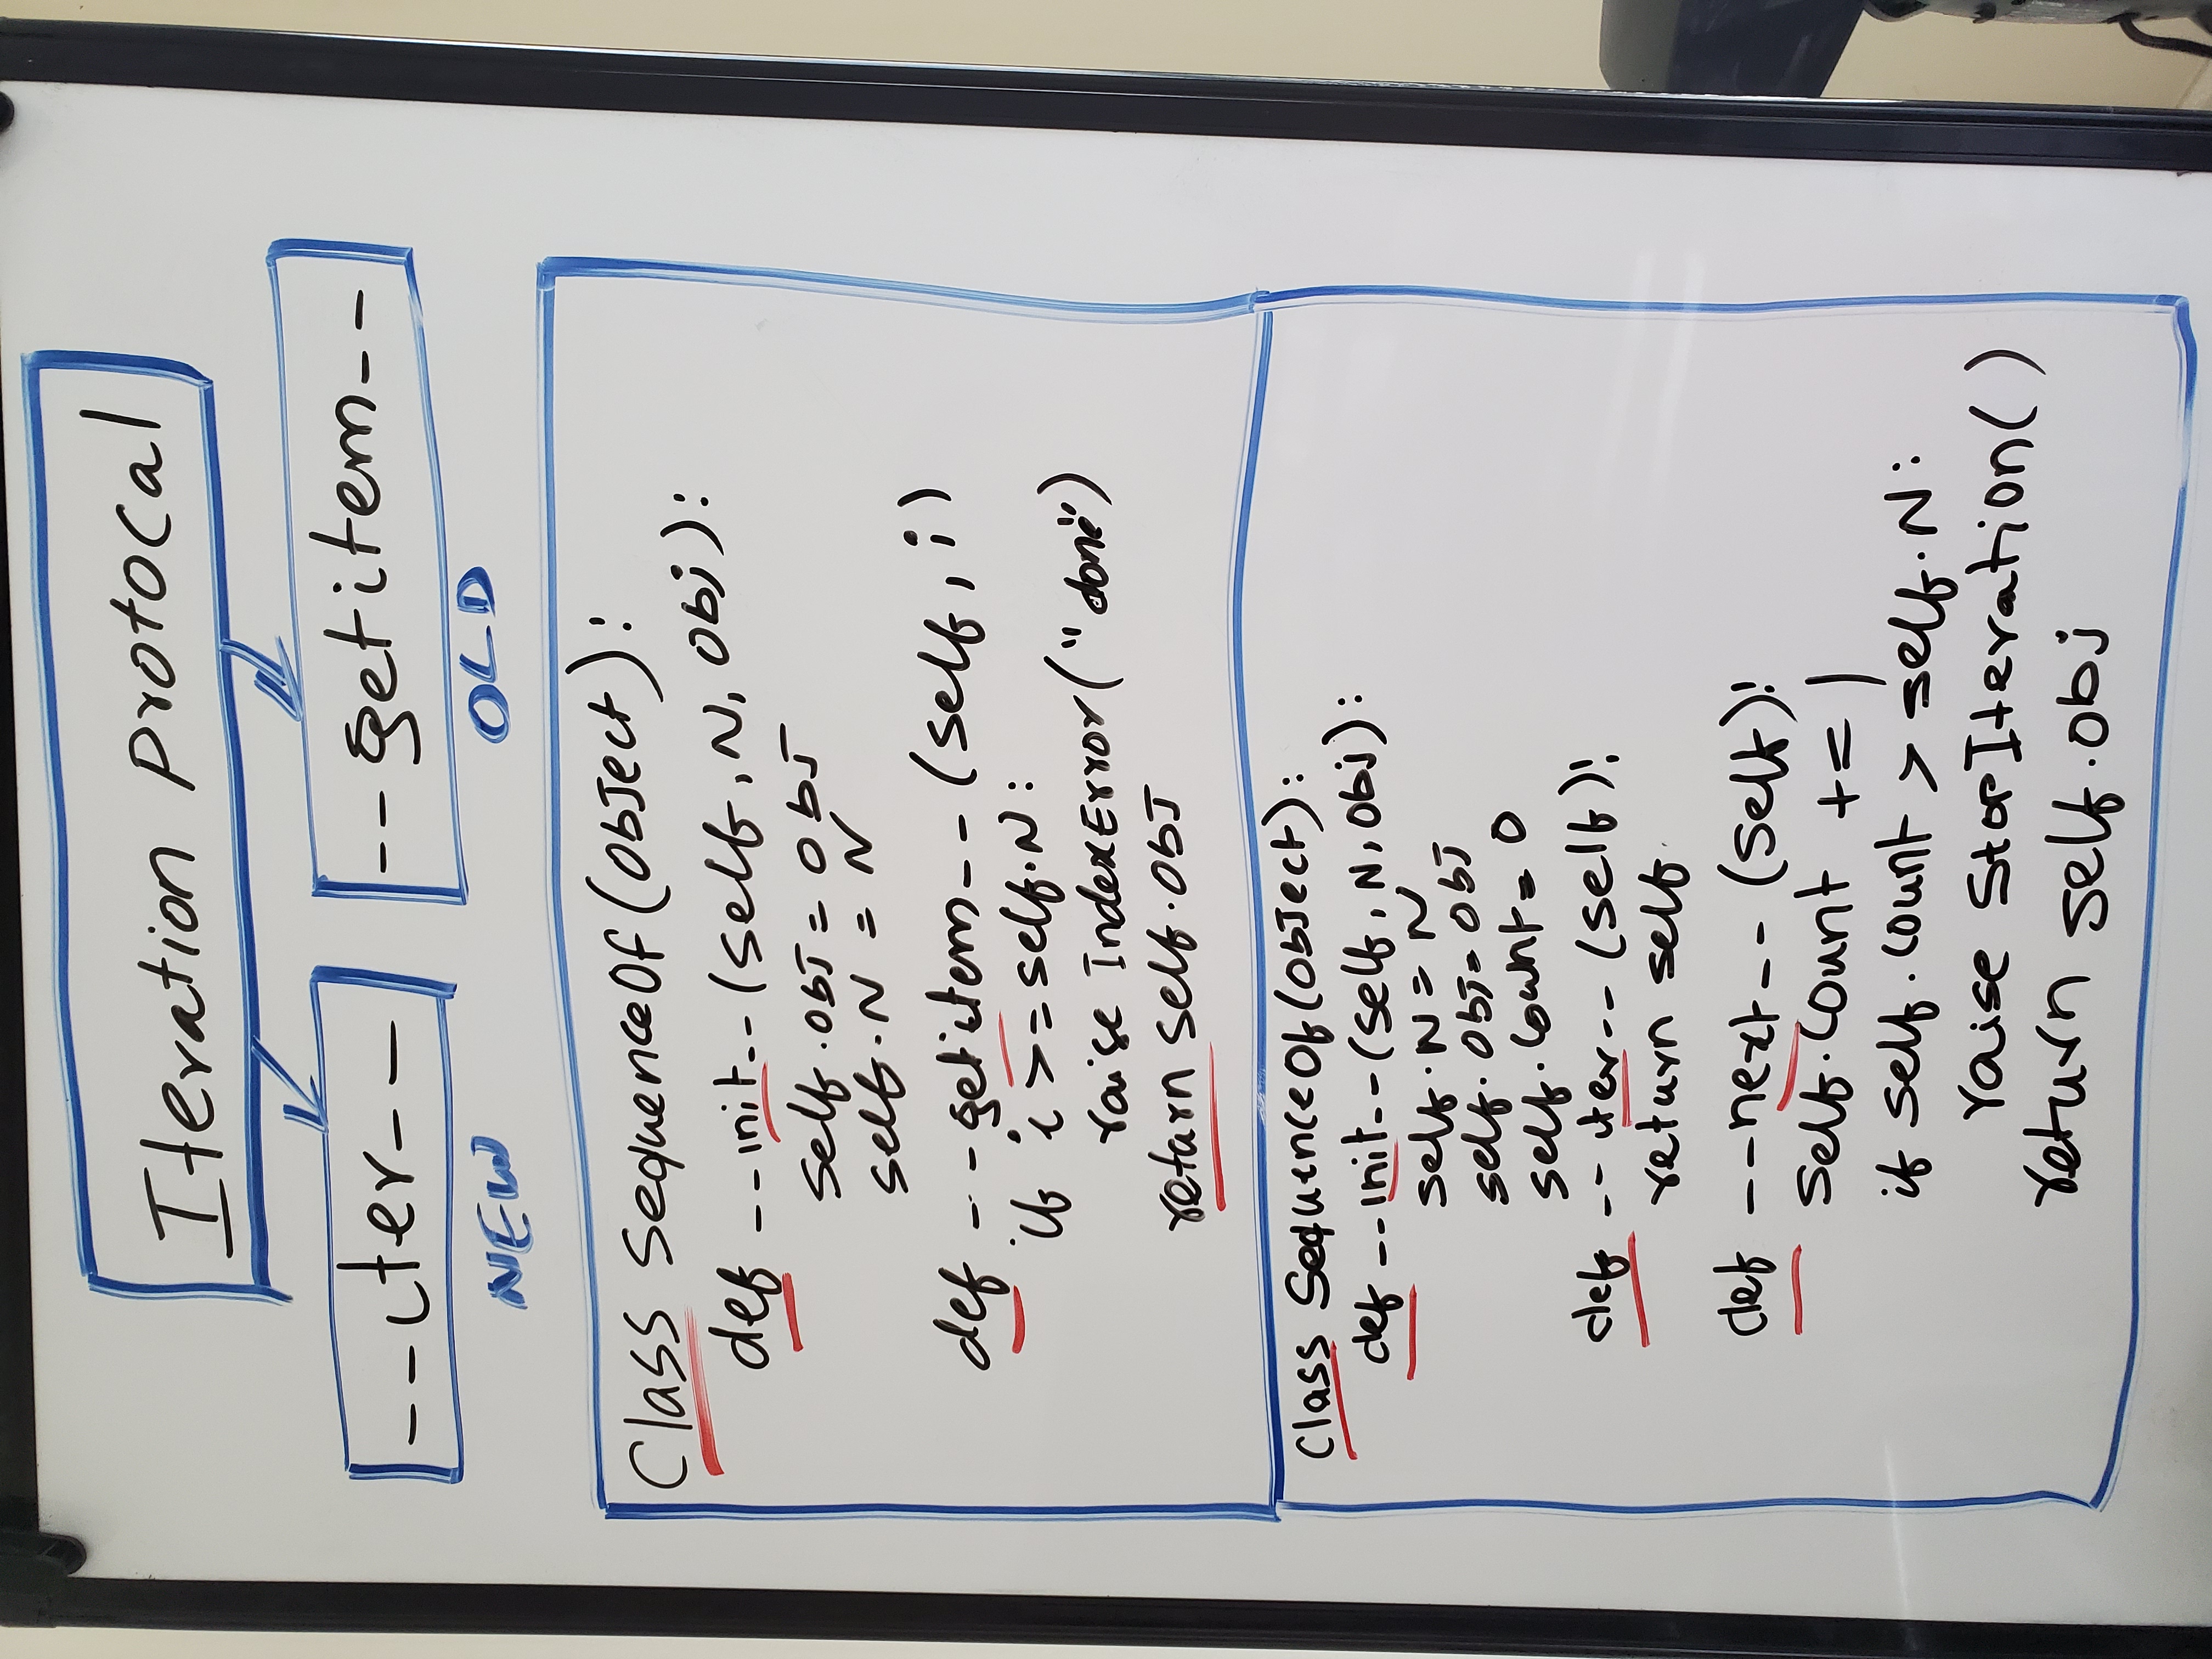 Iteration protocal
--iter--
--getitem--
NEW
OLD
Class SequenceOf(ObJect):
def --init--(self, N, Obj):
self.obJ = obJ
self.N = N
def --getitem--(self, i)
if i >= self.N:
raise IndexError("done")
return self.obJ
Class SequenceOf(ObJect):
def --init--(self, N, Obj):
self.N = N
self.ObJ = ObJ
self.Count = 0
def --iter--(self)!
return self.
def --next--(self)!
Self.Count += 1
if self.Count > self.N:
raise StopIteration()
return self.obj